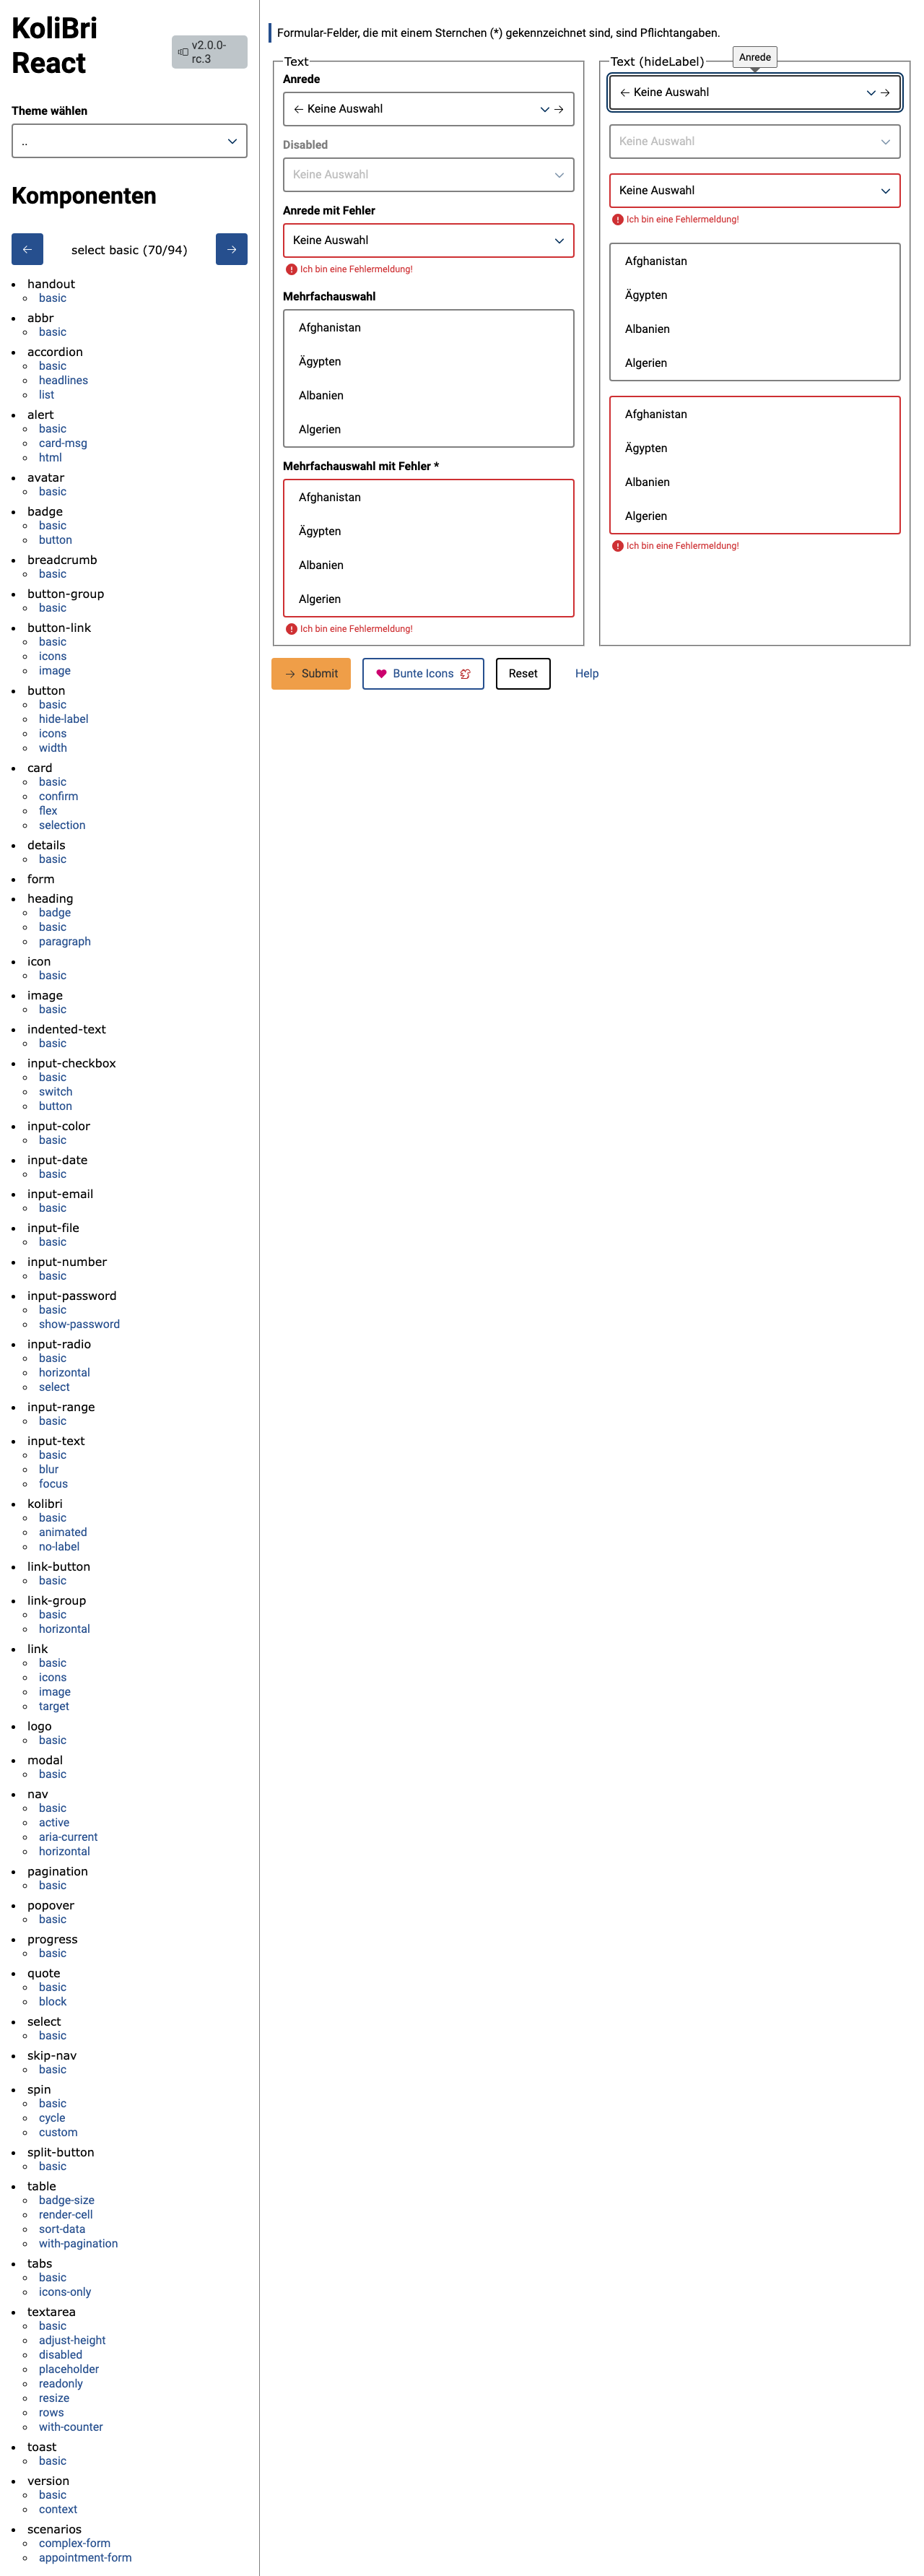 KoliBri
React
v2.0.0-
rc.3
Theme wählen
..
Komponenten
← select basic (70/94) →
handout
basic
abbr
basic
accordion
basic
headlines
list
alert
basic
card-msg
html
avatar
basic
badge
basic
button
breadcrumb
basic
button-group
basic
button-link
basic
icons
image
button
basic
hide-label
icons
width
card
basic
confirm
flex
selection
details
basic
form
heading
badge
basic
paragraph
icon
basic
image
basic
indented-text
basic
input-checkbox
basic
switch
button
input-color
basic
input-date
basic
input-email
basic
input-file
basic
input-number
basic
input-password
basic
show-password
input-radio
basic
horizontal
select
input-range
basic
input-text
basic
blur
focus
kolibri
basic
animated
no-label
link-button
basic
link-group
basic
horizontal
link
basic
icons
image
target
logo
basic
modal
basic
nav
basic
active
aria-current
horizontal
pagination
basic
popover
basic
progress
basic
quote
basic
block
select
basic
skip-nav
basic
spin
basic
cycle
custom
split-button
basic
table
badge-size
render-cell
sort-data
with-pagination
tabs
basic
icons-only
textarea
basic
adjust-height
disabled
placeholder
readonly
resize
rows
with-counter
toast
basic
version
basic
context
scenarios
complex-form
appointment-form
Formular-Felder, die mit einem Sternchen (*) gekennzeichnet sind, sind Pflichtangaben.
Text
Anrede
← Keine Auswahl →
Disabled
Keine Auswahl
Anrede mit Fehler
Keine Auswahl
Ich bin eine Fehlermeldung!
Mehrfachauswahl
Afghanistan
Ägypten
Albanien
Algerien
Mehrfachauswahl mit Fehler *
Afghanistan
Ägypten
Albanien
Algerien
Ich bin eine Fehlermeldung!
Text (hideLabel)
Anrede
← Keine Auswahl →
Keine Auswahl
Keine Auswahl
Ich bin eine Fehlermeldung!
Afghanistan
Ägypten
Albanien
Algerien
Afghanistan
Ägypten
Albanien
Algerien
Ich bin eine Fehlermeldung!
→ Submit
Bunte Icons
Reset
Help